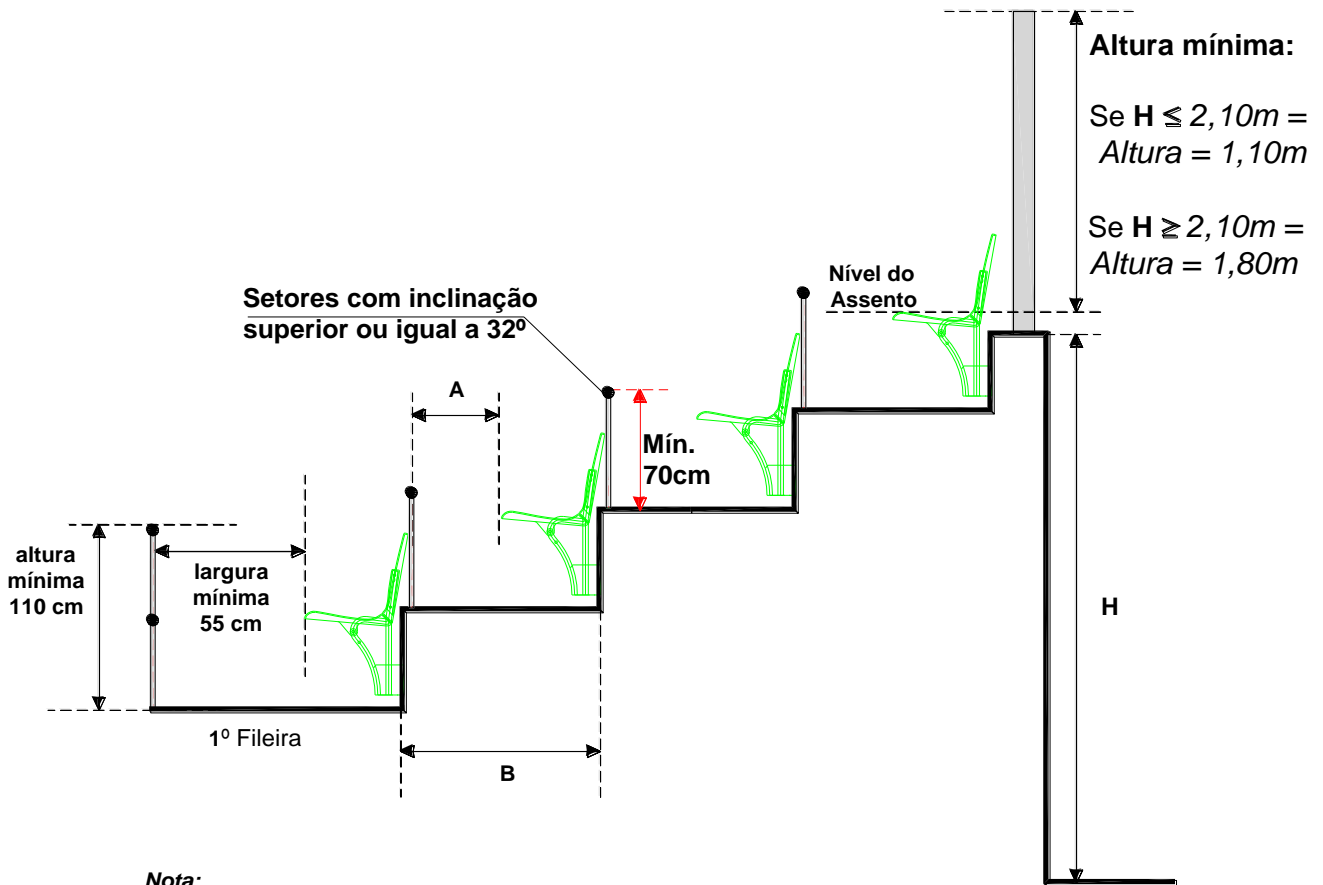 Altura mínima:
Se H ≤ 2,10m =
Altura = 1,10m
Se H ≥ 2,10m =
Altura = 1,80m
Nível do
Assento
Setores com inclinação
superior ou igual a 32º
A
Mín.
70cm
altura
mínima
110 cm
largura
mínima
55 cm
H
1º Fileira
B
Nota: